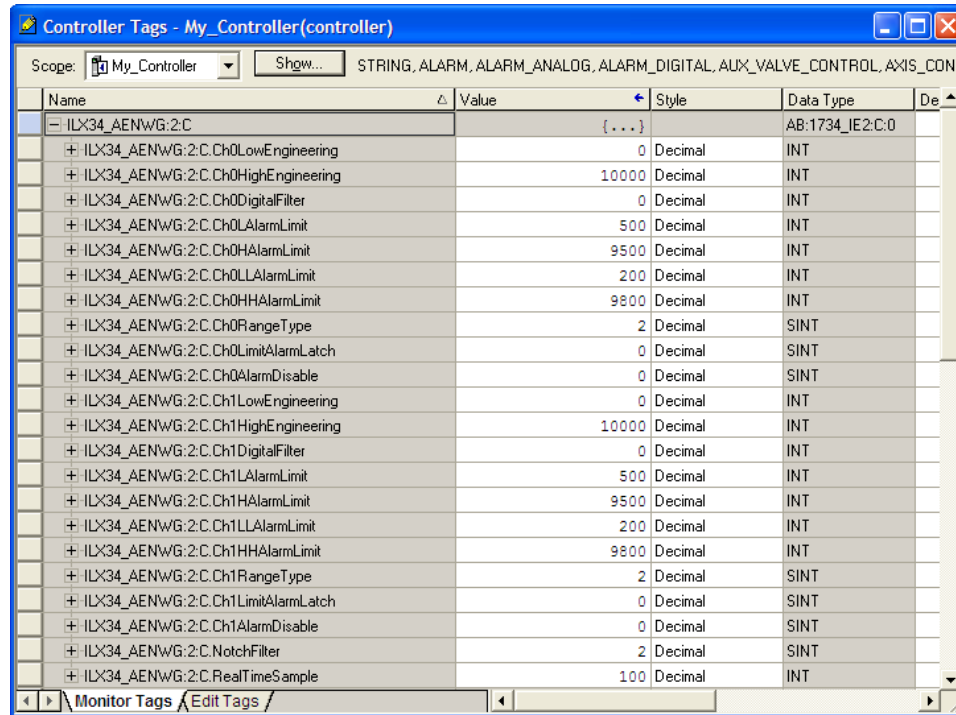 Controller Tags - My_Controller(controller)
Scope: My_Controller Show... STRING, ALARM, ALARM_ANALOG, ALARM_DIGITAL, AUX_VALVE_CONTROL, AXIS_CON
Name Value Style Data Type De
ILX34_AENWG:2:C {...} AB:1734_IE2:C:0
ILX34_AENWG:2:C.Ch0LowEngineering 0 Decimal INT
ILX34_AENWG:2:C.Ch0HighEngineering 10000 Decimal INT
ILX34_AENWG:2:C.Ch0DigitalFilter 0 Decimal INT
ILX34_AENWG:2:C.Ch0LAlarmLimit 500 Decimal INT
ILX34_AENWG:2:C.Ch0HAlarmLimit 9500 Decimal INT
ILX34_AENWG:2:C.Ch0LLAlarmLimit 200 Decimal INT
ILX34_AENWG:2:C.Ch0HHAlarmLimit 9800 Decimal INT
ILX34_AENWG:2:C.Ch0RangeType 2 Decimal SINT
ILX34_AENWG:2:C.Ch0LimitAlarmLatch 0 Decimal SINT
ILX34_AENWG:2:C.Ch0AlarmDisable 0 Decimal SINT
ILX34_AENWG:2:C.Ch1LowEngineering 0 Decimal INT
ILX34_AENWG:2:C.Ch1HighEngineering 10000 Decimal INT
ILX34_AENWG:2:C.Ch1DigitalFilter 0 Decimal INT
ILX34_AENWG:2:C.Ch1LAlarmLimit 500 Decimal INT
ILX34_AENWG:2:C.Ch1HAlarmLimit 9500 Decimal INT
ILX34_AENWG:2:C.Ch1LLAlarmLimit 200 Decimal INT
ILX34_AENWG:2:C.Ch1HHAlarmLimit 9800 Decimal INT
ILX34_AENWG:2:C.Ch1RangeType 2 Decimal SINT
ILX34_AENWG:2:C.Ch1LimitAlarmLatch 0 Decimal SINT
ILX34_AENWG:2:C.Ch1AlarmDisable 0 Decimal SINT
ILX34_AENWG:2:C.NotchFilter 2 Decimal SINT
ILX34_AENWG:2:C.RealTimeSample 100 Decimal INT
Monitor Tags Edit Tags